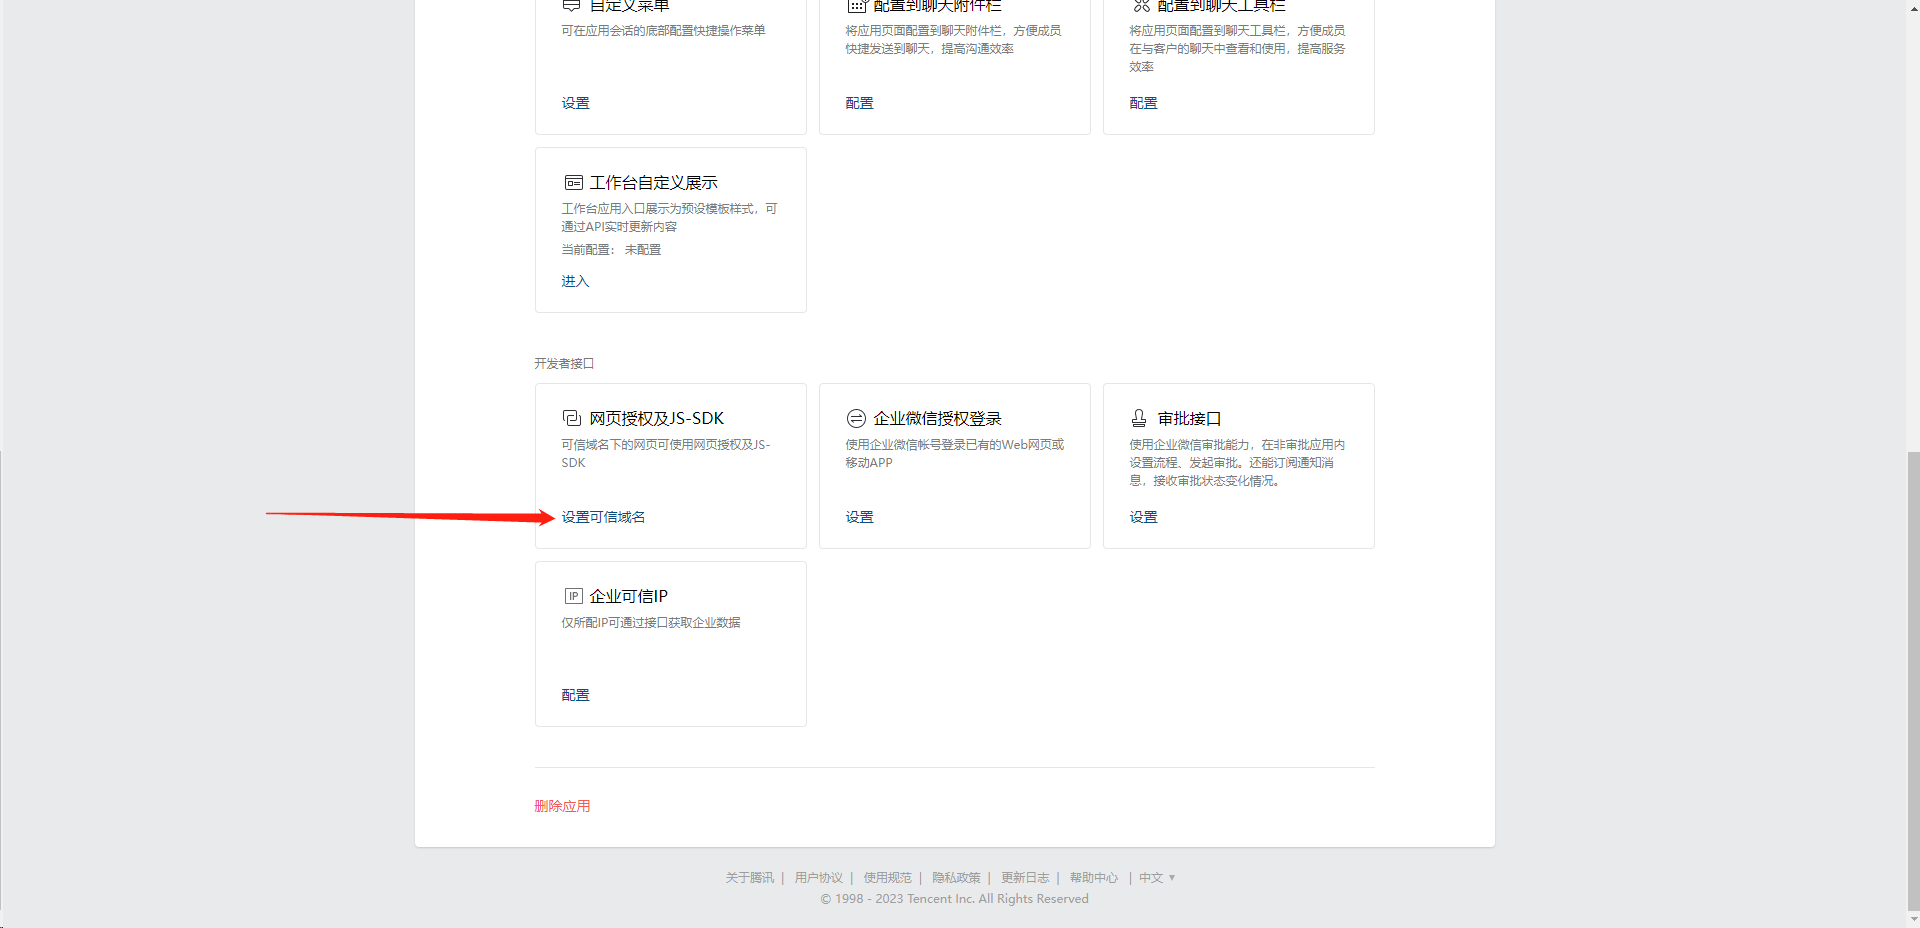 自定义菜单
可在应用会话的底部配置快捷操作菜单
设置
配置到聊天附件栏
将应用页面配置到聊天附件栏，方便成员
快捷发送到聊天，提高沟通效率
配置
配置到聊天工具栏
将应用页面配置到聊天工具栏，方便成员
在与客户的聊天中查看和使用，提高服务
效率
配置
工作台自定义展示
工作台应用入口展示为预设模板样式，可
通过API实时更新内容
当前配置： 未配置
进入
开发者接口
网页授权及JS-SDK
可信域名下的网页可使用网页授权及JS-
SDK
设置可信域名
企业微信授权登录
使用企业微信帐号登录已有的Web网页或
移动APP
设置
审批接口
使用企业微信审批能力，在非审批应用内
设置流程、发起审批。还能订阅通知消
息，接收审批状态变化情况。
设置
IP 企业可信IP
仅所配IP可通过接口获取企业数据
配置
删除应用
关于腾讯 | 用户协议 | 使用规范 | 隐私政策 | 更新日志 | 帮助中心 | 中文
© 1998 - 2023 Tencent Inc. All Rights Reserved